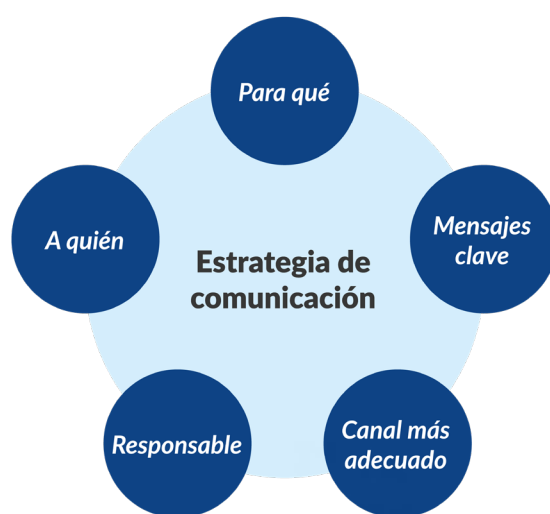 Para qué
Mensajes
clave
A quién
Estrategia de
comunicación
Canal más
adecuado
Responsable